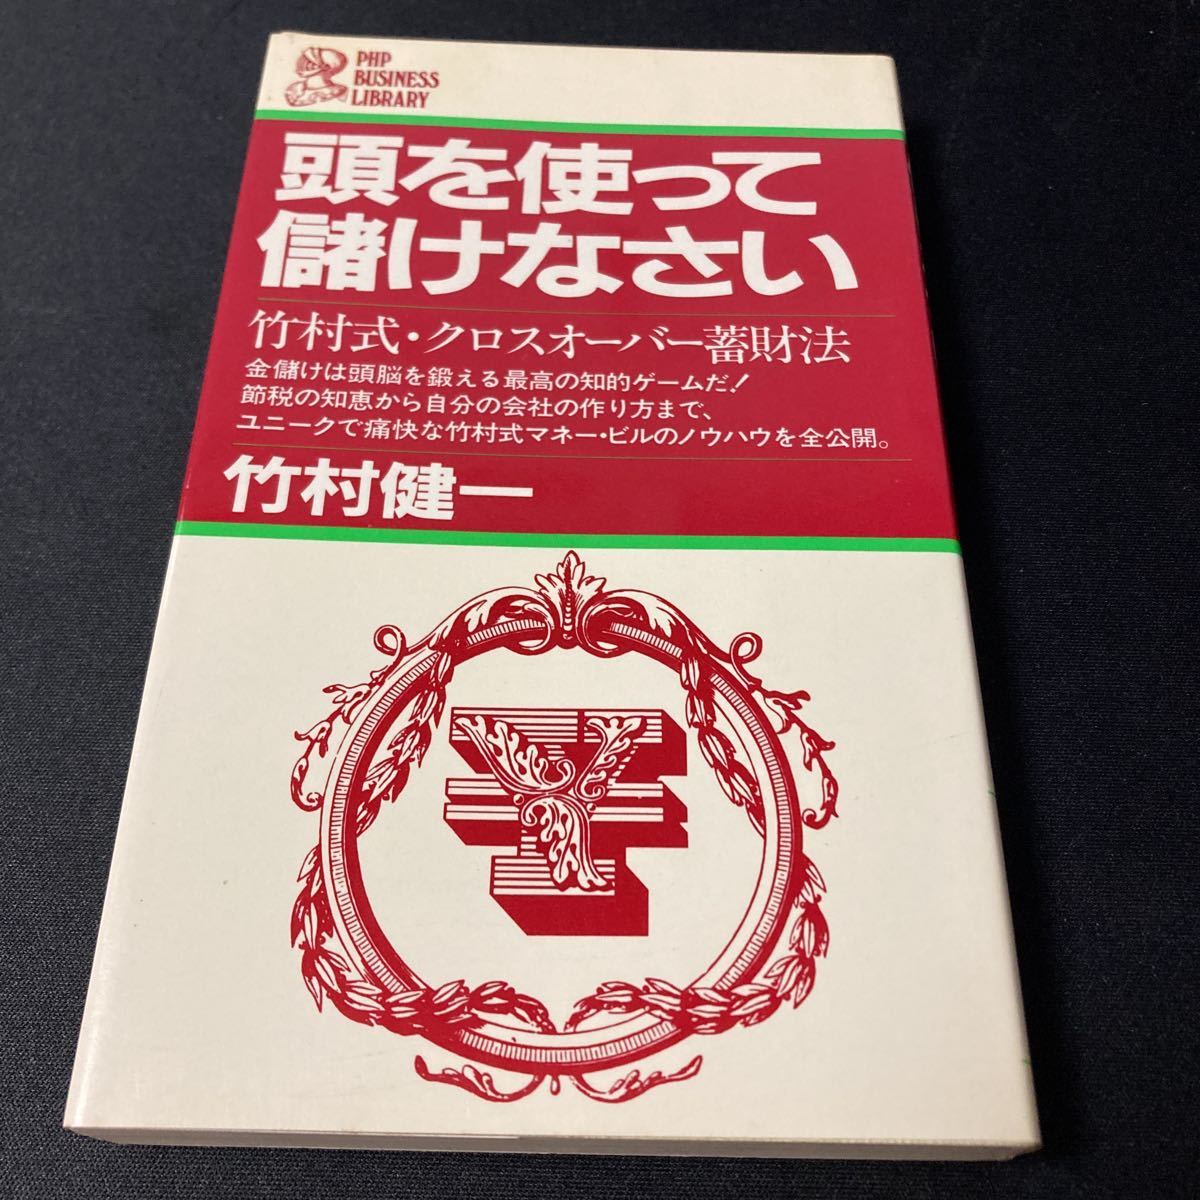 PHP
BUSINESS
LIBRARY
頭を使って
儲けなさい
竹村式・クロスオーバー蓄財法
金儲けは頭脳を鍛える最高の知的ゲームだ!
節税の知恵から自分の会社の作り方まで、
ユニークで痛快な竹村式マネー・ビルのノウハウを全公開。
竹村健一